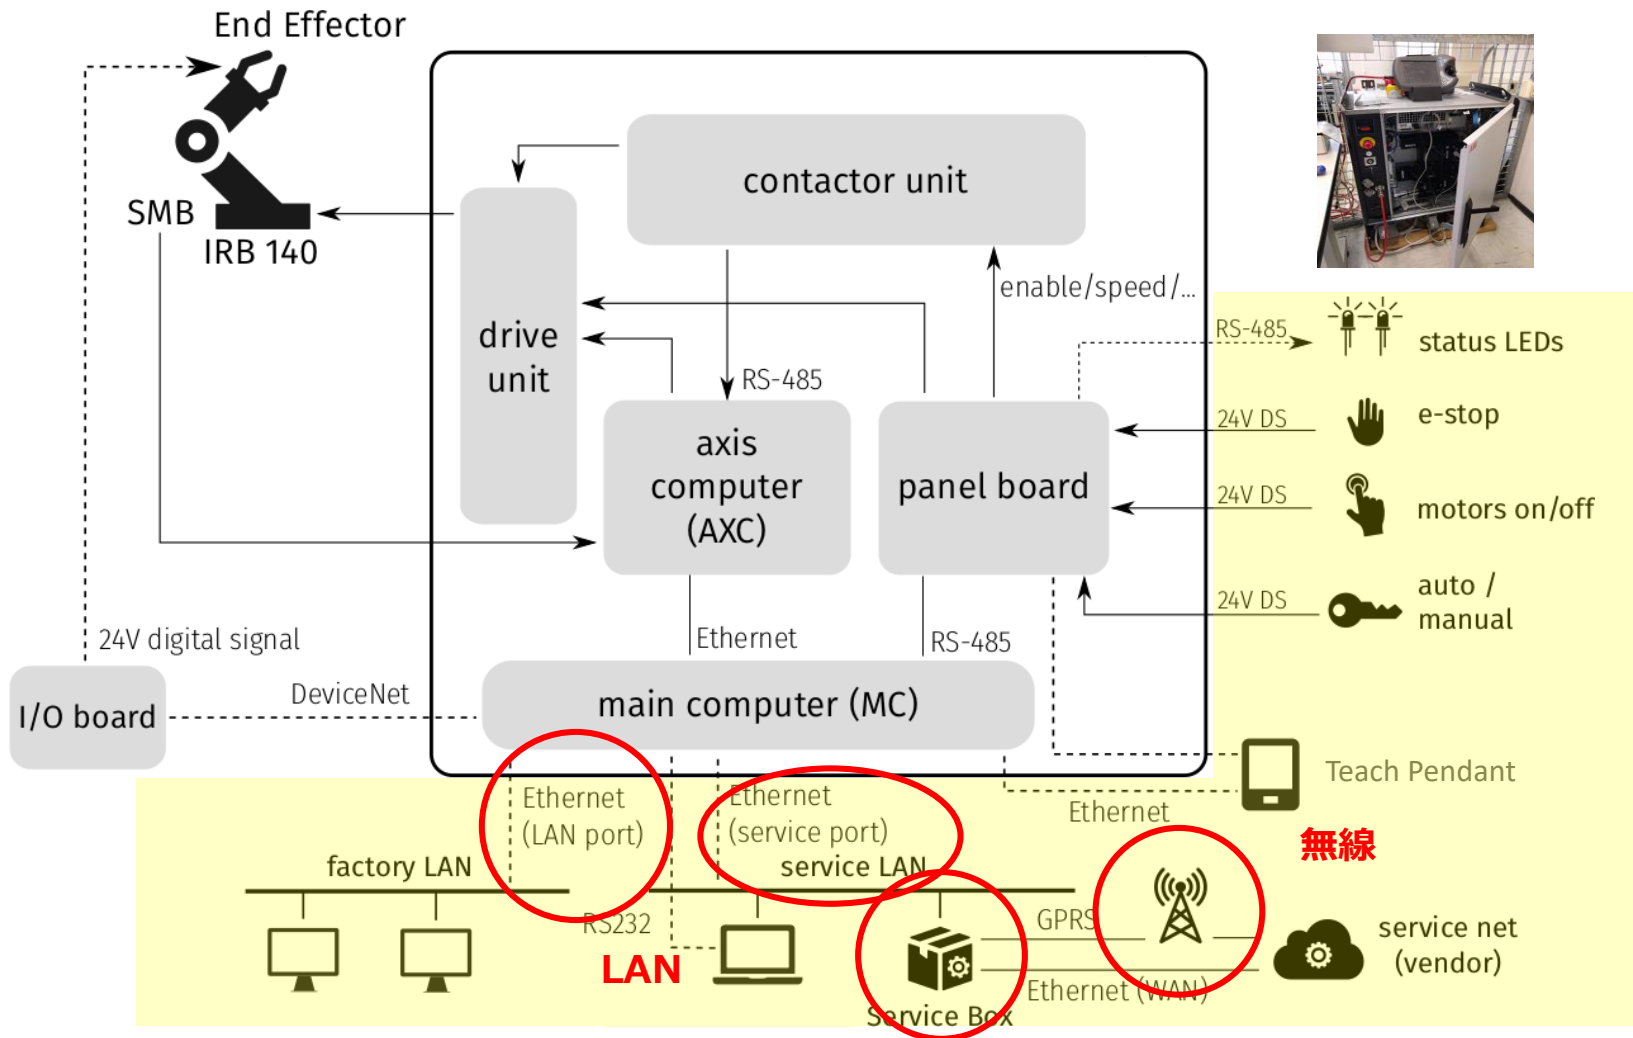 End Effector
SMB
IRB 140
contactor unit
drive
unit
enable/speed/...
RS-485
axis
computer
(AXC)
panel board
RS-485
status LEDs
24V DS
e-stop
24V DS
motors on/off
24V DS
auto /
manual
24V digital signal
Ethernet
RS-485
I/O board
DeviceNet
main computer (MC)
Teach Pendant
Ethernet
(LAN port)
Ethernet
(service port)
Ethernet
無線
factory LAN
service LAN
RS232
LAN
GPRS
service net
(vendor)
Ethernet (WAN)
Service Box